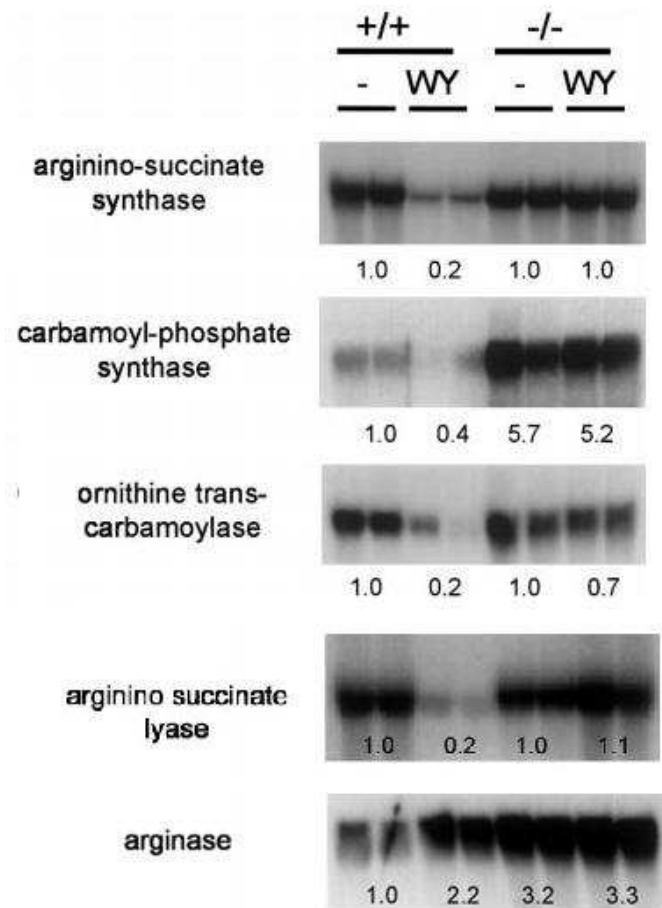 +/+ -/-
- WY - WY
arginino-succinate
synthase
1.0 0.2 1.0 1.0
carbamoyl-phosphate
synthase
1.0 0.4 5.7 5.2
ornithine trans-
carbamoylase
1.0 0.2 1.0 0.7
arginino succinate
lyase
1.0 0.2 1.0 1.1
arginase
1.0 2.2 3.2 3.3